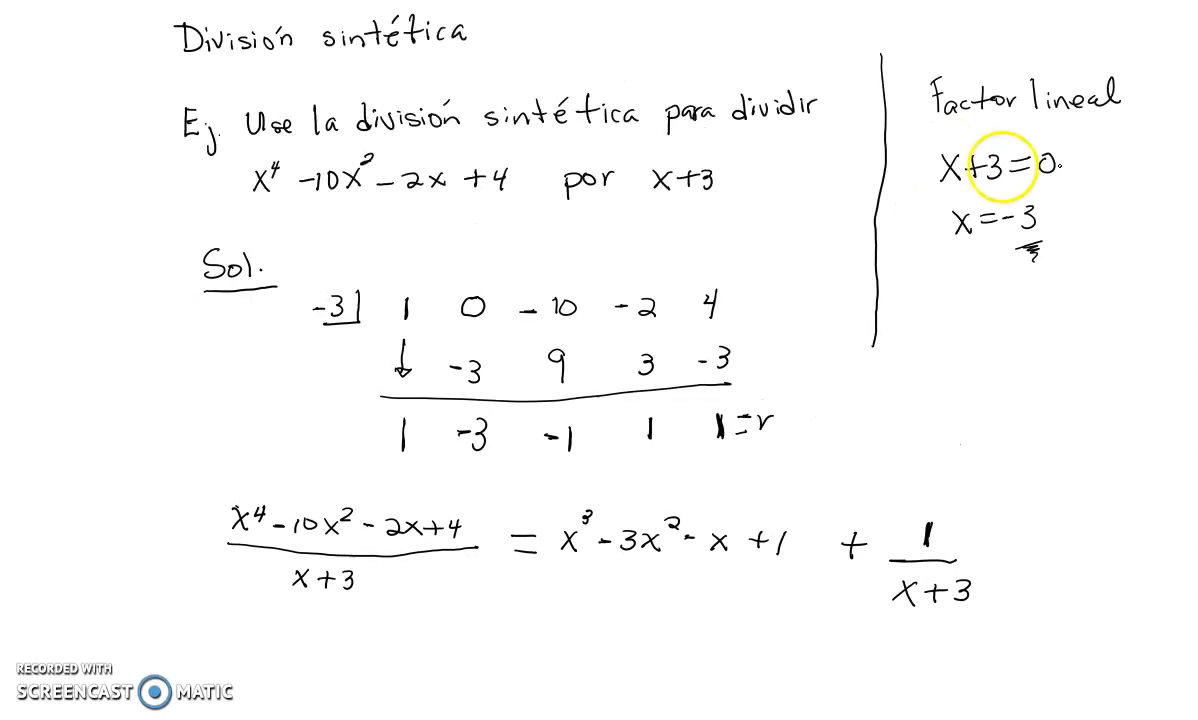 División sintética
Ej. Use la división sintética para dividir
x⁴ -10x² - 2x + 4 por x+3
Sol.
-3] 1 0 -10 -2 4
↓ -3 9 3 -3
1 -3 -1 1 1=r
x⁴ - 10x² - 2x+4
x+3
= x³ - 3x² - x + 1 + 1
x+3
Factor lineal
x+3=0.
x=-3
RECORDED WITH
SCREENCAST MATIC